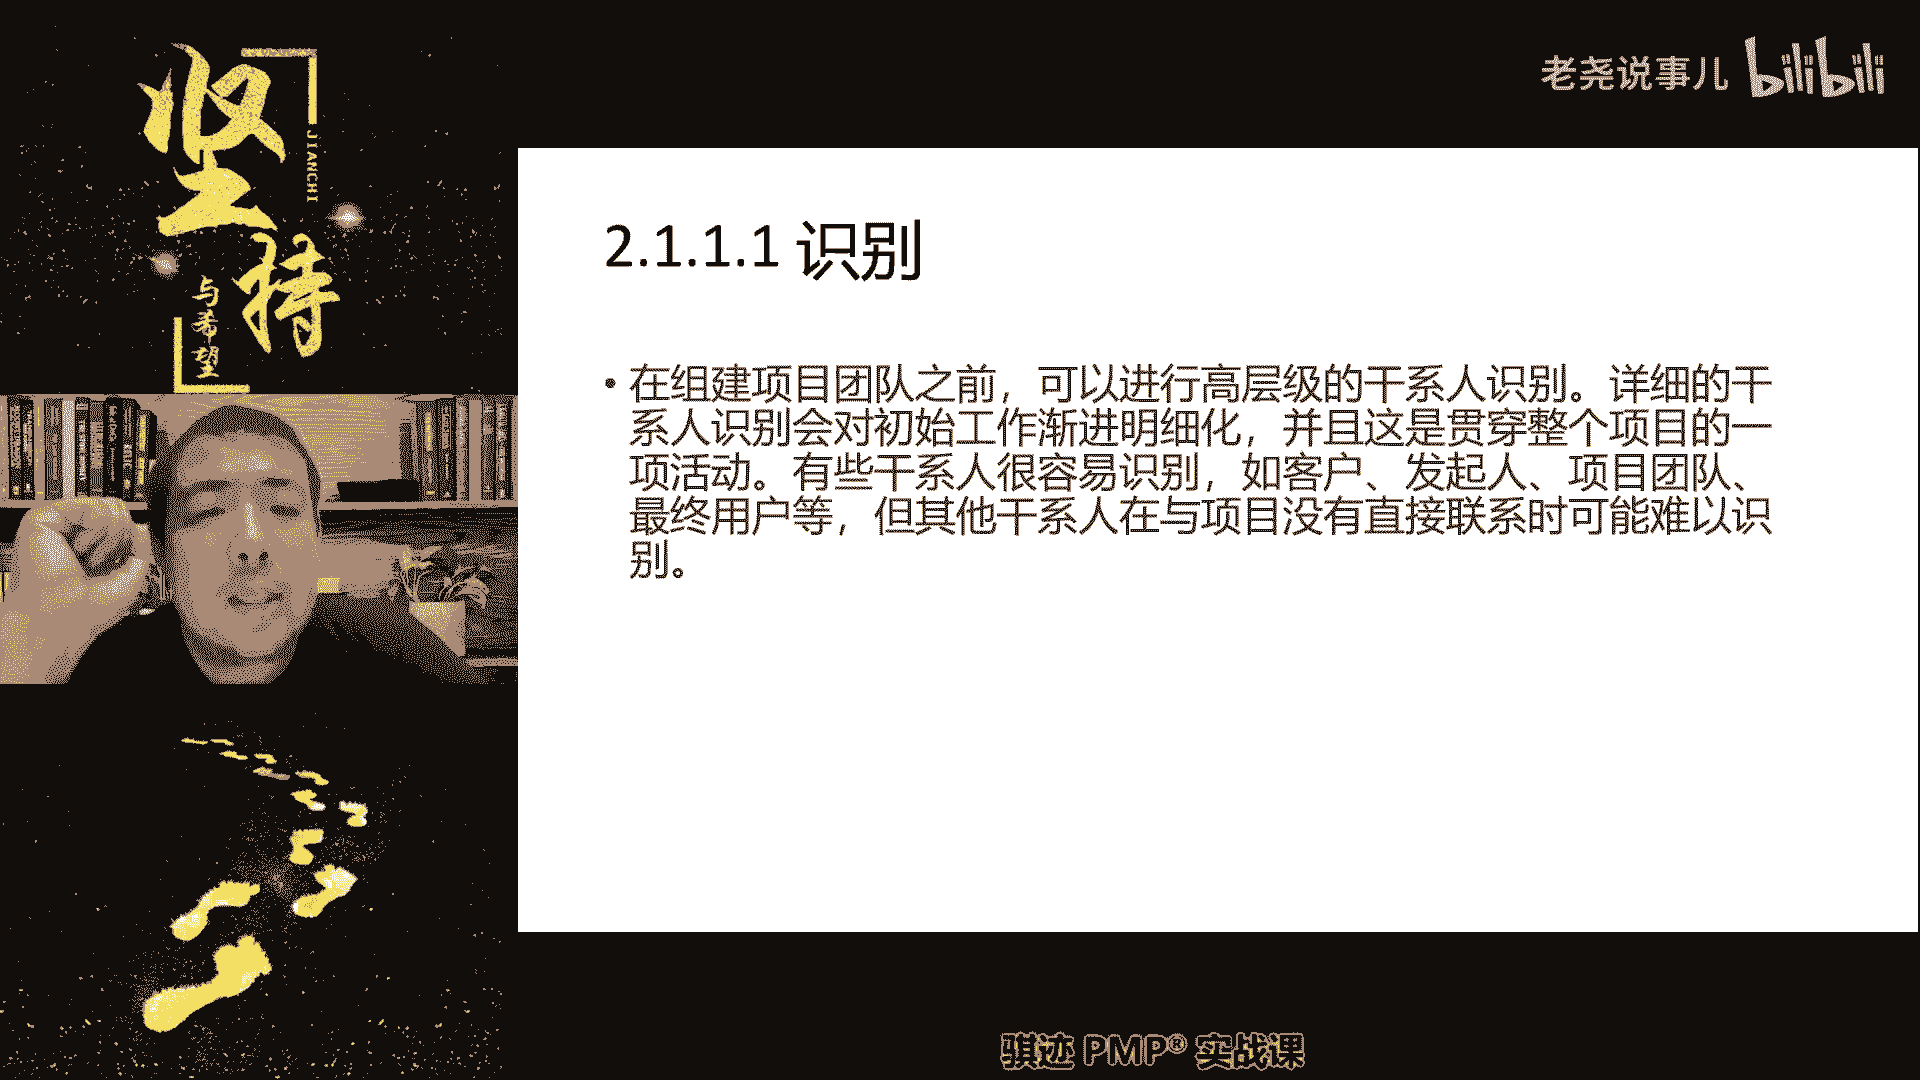 坚持
JIANCHI
与希望
老尧说事儿 bilibili
2.1.1.1 识别
• 在组建项目团队之前，可以进行高层级的干系人识别。详细的干
系人识别会对初始工作渐进明细化，并且这是贯穿整个项目的一
项活动。有些干系人很容易识别，如客户、发起人、项目团队、
最终用户等，但其他干系人在与项目没有直接联系时可能难以识
别。
骐迹 PMP® 实战课